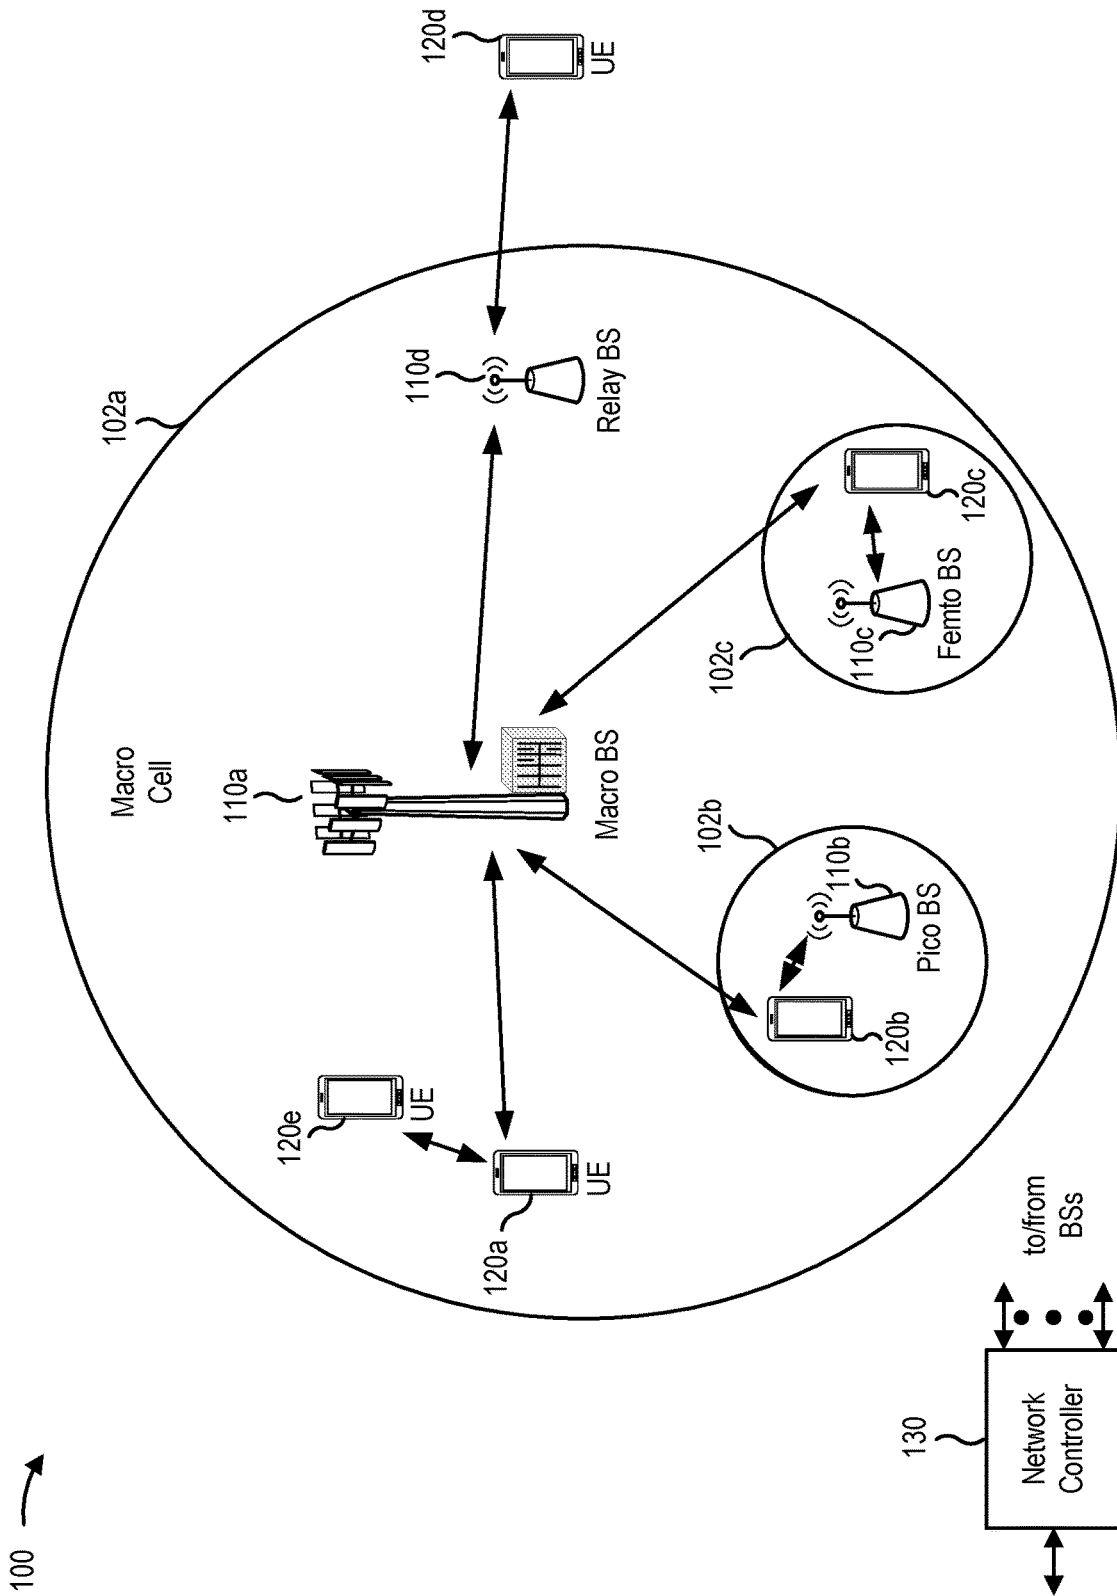 100
102a
Macro
Cell
110a
Macro BS
110d
Relay BS
120d
UE
120e
UE
120a
UE
102b
110b
Pico BS
120b
102c
110c
Femto BS
120c
130
Network
Controller
to/from
BSs